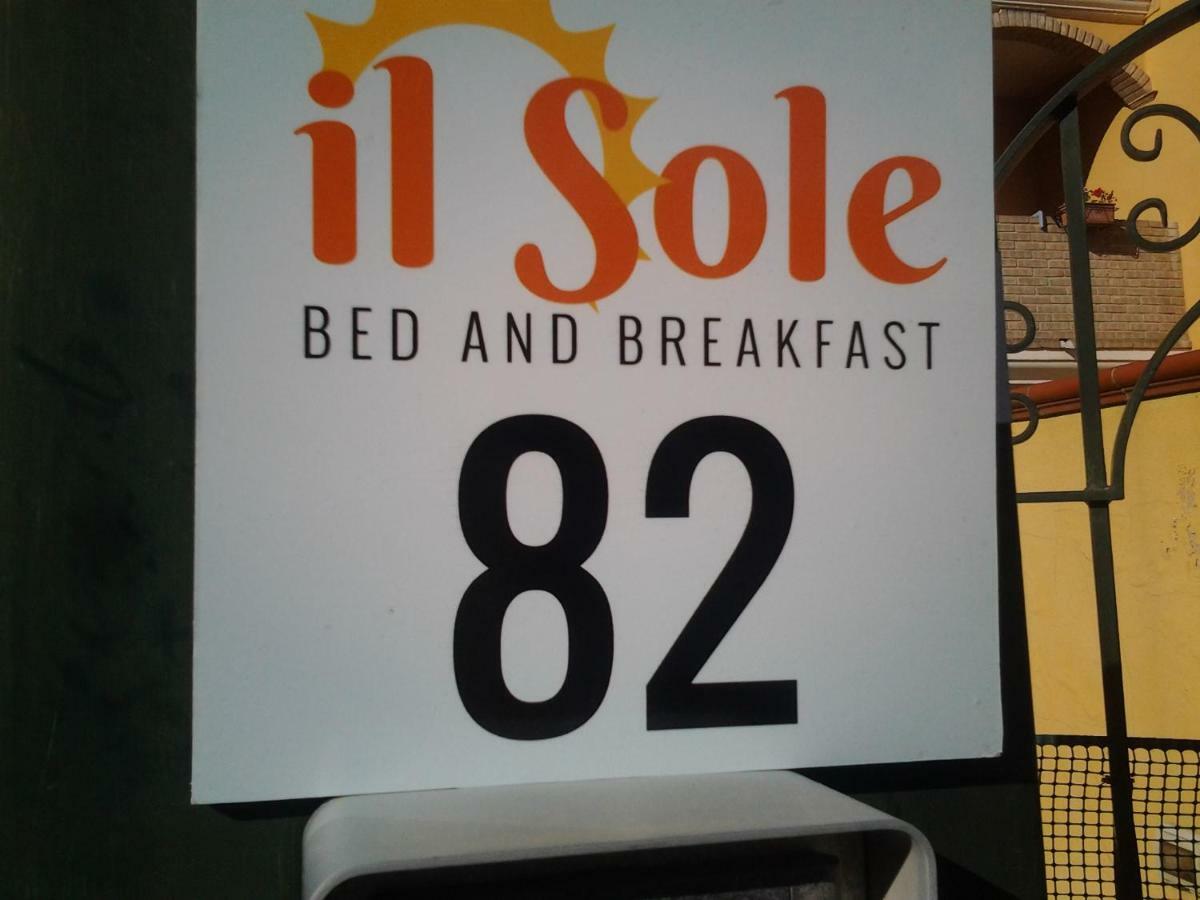 il Sole
BED AND BREAKFAST
82